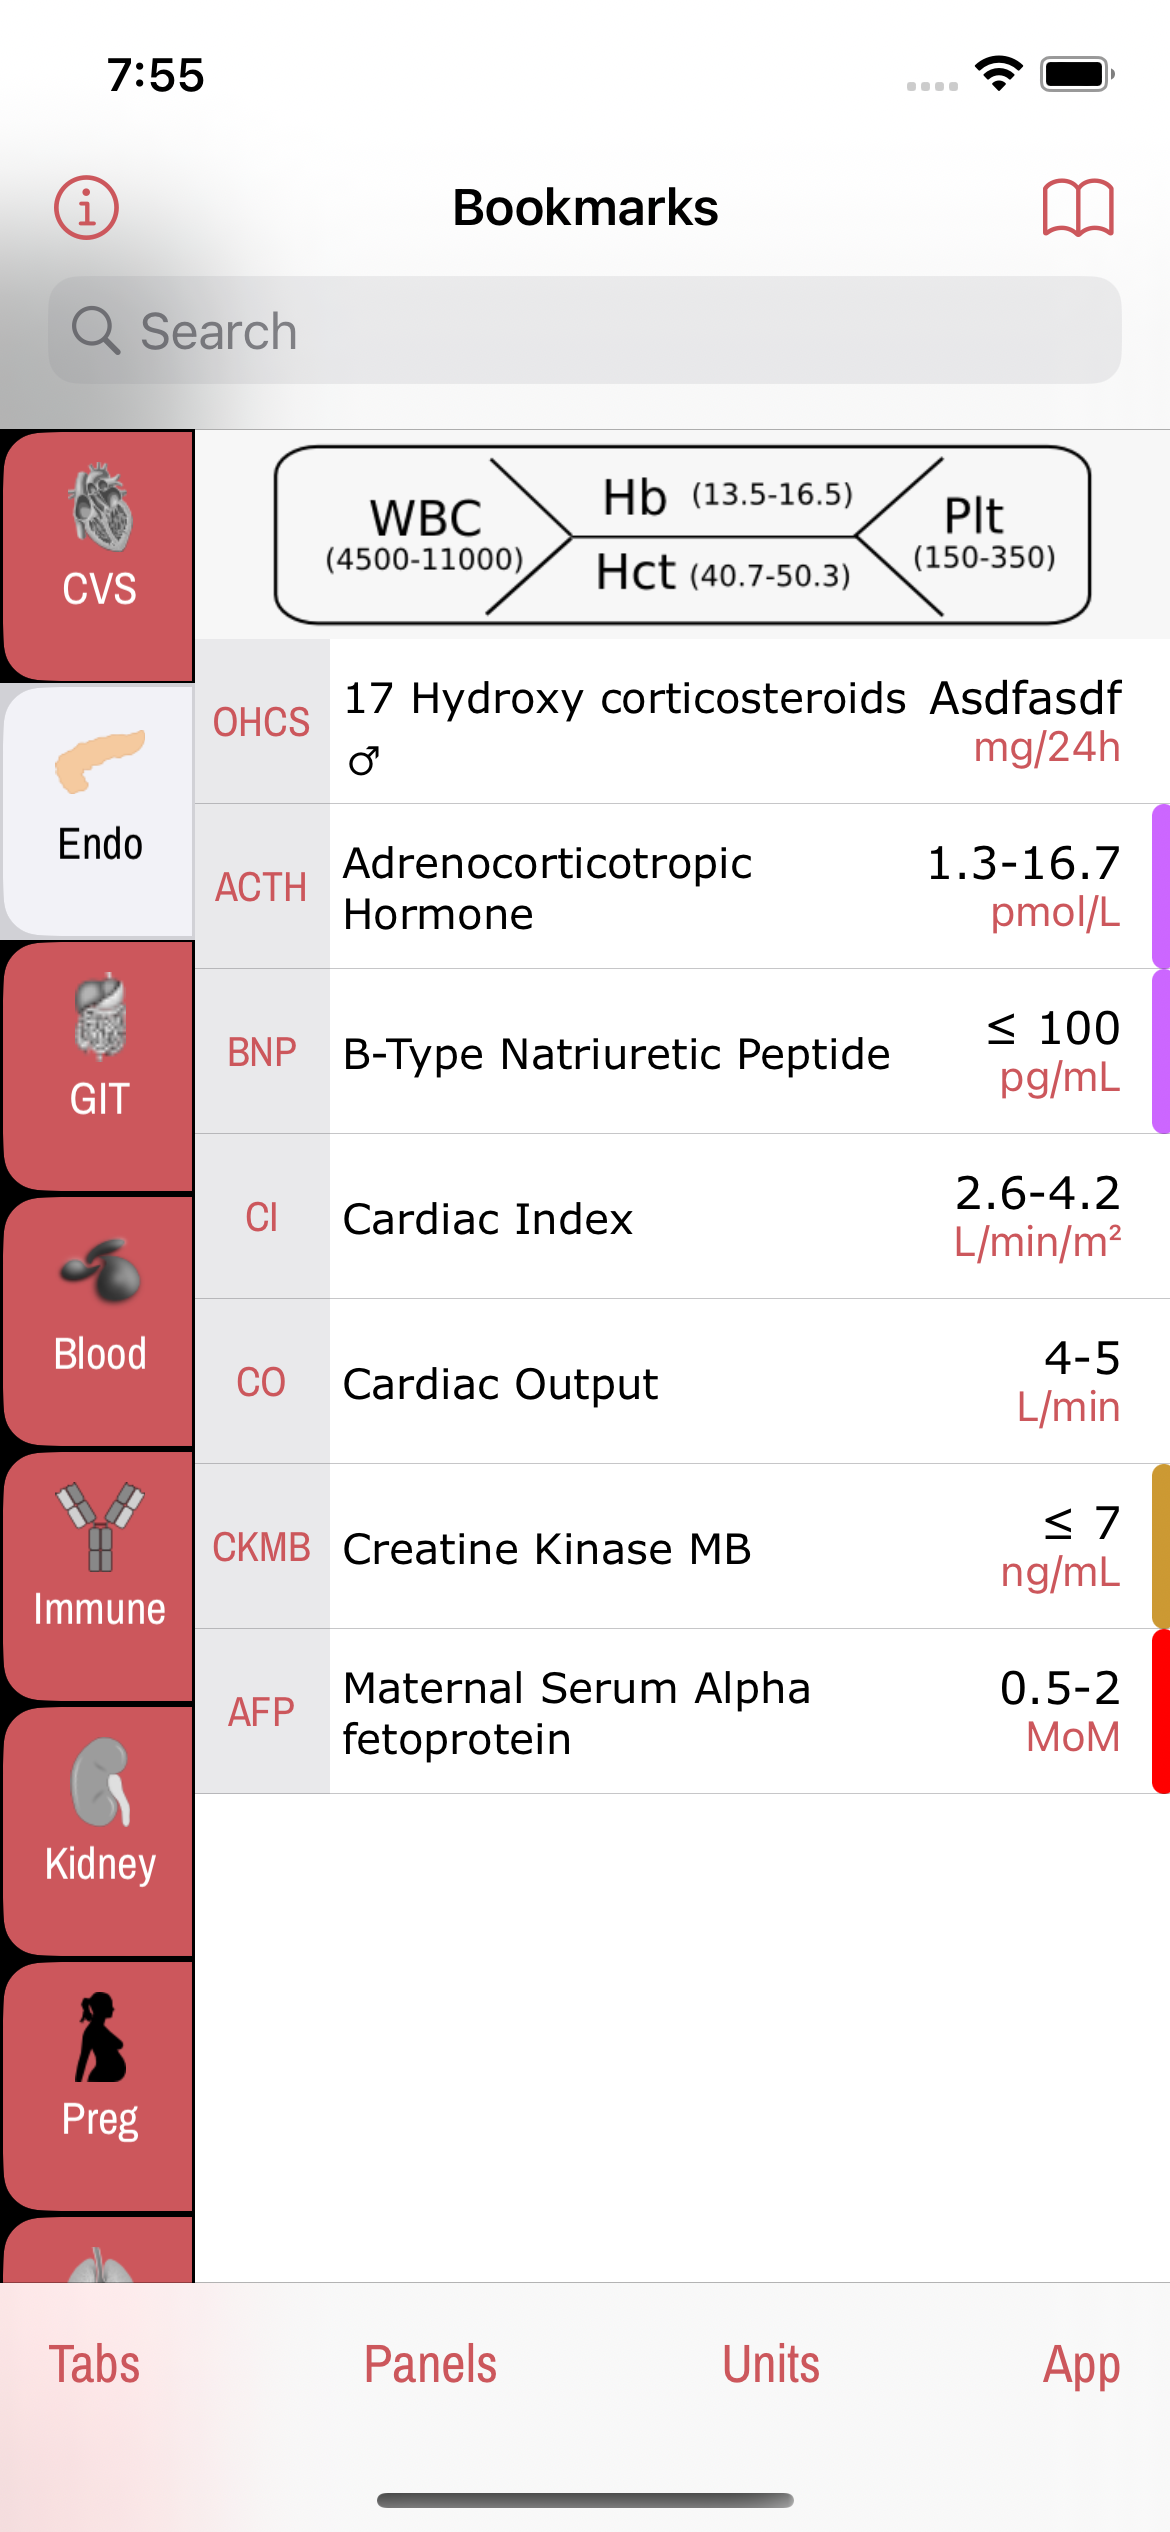 7:55
Bookmarks
Search
CVS
Endo
GIT
Blood
Immune
Kidney
Preg
WBC
(4500-11000)
Hb (13.5-16.5)
Hct (40.7-50.3)
Plt
(150-350)
OHCS
17 Hydroxy corticosteroids
♂
Asdfasdf
mg/24h
ACTH
Adrenocorticotropic
Hormone
1.3-16.7
pmol/L
BNP
B-Type Natriuretic Peptide
≤ 100
pg/mL
CI
Cardiac Index
2.6-4.2
L/min/m²
CO
Cardiac Output
4-5
L/min
CKMB
Creatine Kinase MB
≤ 7
ng/mL
AFP
Maternal Serum Alpha
fetoprotein
0.5-2
MoM
Tabs
Panels
Units
App